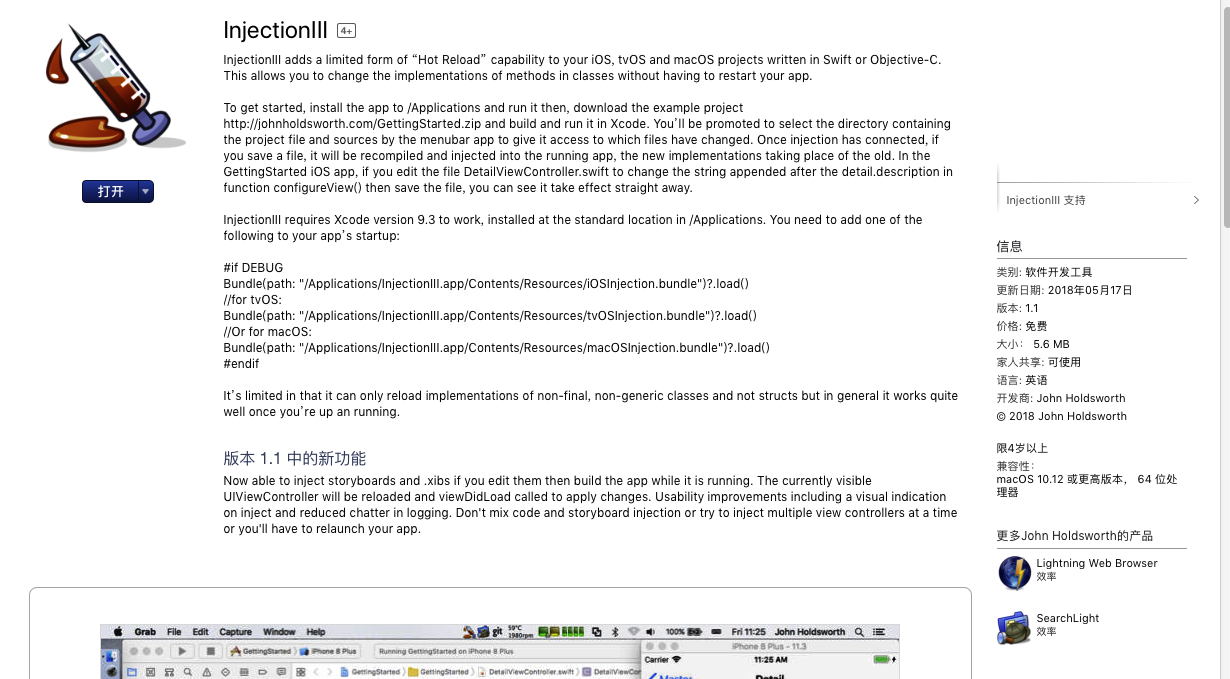 InjectionIII 4+
InjectionIII adds a limited form of “Hot Reload” capability to your iOS, tvOS and macOS projects written in Swift or Objective-C.
This allows you to change the implementations of methods in classes without having to restart your app.
To get started, install the app to /Applications and run it then, download the example project
http://johnholdsworth.com/GettingStarted.zip and build and run it in Xcode. You’ll be promoted to select the directory containing
the project file and sources by the menubar app to give it access to which files have changed. Once injection has connected, if
you save a file, it will be recompiled and injected into the running app, the new implementations taking place of the old. In the
GettingStarted iOS app, if you edit the file DetailViewController.swift to change the string appended after the detail.description in
function configureView() then save the file, you can see it take effect straight away.
InjectionIII requires Xcode version 9.3 to work, installed at the standard location in /Applications. You need to add one of the
following to your app’s startup:
#if DEBUG
Bundle(path: "/Applications/InjectionIII.app/Contents/Resources/iOSInjection.bundle")?.load()
//for tvOS:
Bundle(path: "/Applications/InjectionIII.app/Contents/Resources/tvOSInjection.bundle")?.load()
//Or for macOS:
Bundle(path: "/Applications/InjectionIII.app/Contents/Resources/macOSInjection.bundle")?.load()
#endif
It’s limited in that it can only reload implementations of non-final, non-generic classes and not structs but in general it works quite
well once you’re up an running.
版本 1.1 中的新功能
Now able to inject storyboards and .xibs if you edit them then build the app while it is running. The currently visible
UIViewController will be reloaded and viewDidLoad called to apply changes. Usability improvements including a visual indication
on inject and reduced chatter in logging. Don't mix code and storyboard injection or try to inject multiple view controllers at a time
or you'll have to relaunch your app.
打开
InjectionIII 支持
信息
类别: 软件开发工具
更新日期: 2018年05月17日
版本: 1.1
价格: 免费
大小: 5.6 MB
家人共享: 可使用
语言: 英语
开发商: John Holdsworth
© 2018 John Holdsworth
限4岁以上
兼容性:
macOS 10.12 或更高版本， 64 位处
理器
更多John Holdsworth的产品
Lightning Web Browser
效率
SearchLight
效率
Grab File Edit Capture Window Help git 59°C 1980rpm 100% Fri 11:25 John Holdsworth
GettingStarted iPhone 8 Plus Running GettingStarted on iPhone 8 Plus
iPhone 8 Plus - 11.3
Carrier 11:25 AM
GettingStarted GettingStarted DetailViewController.swift DetailViewCor
Master Detail